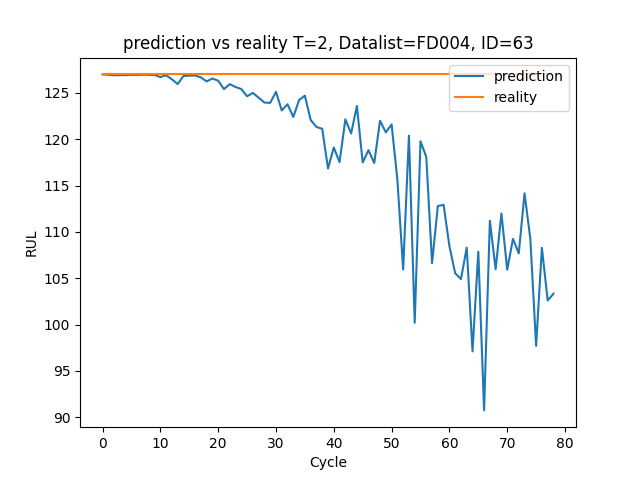 prediction vs reality T=2, Datalist=FD004, ID=63
prediction
reality
RUL
125
120
115
110
105
100
95
90
0 10 20 30 40 50 60 70 80
Cycle